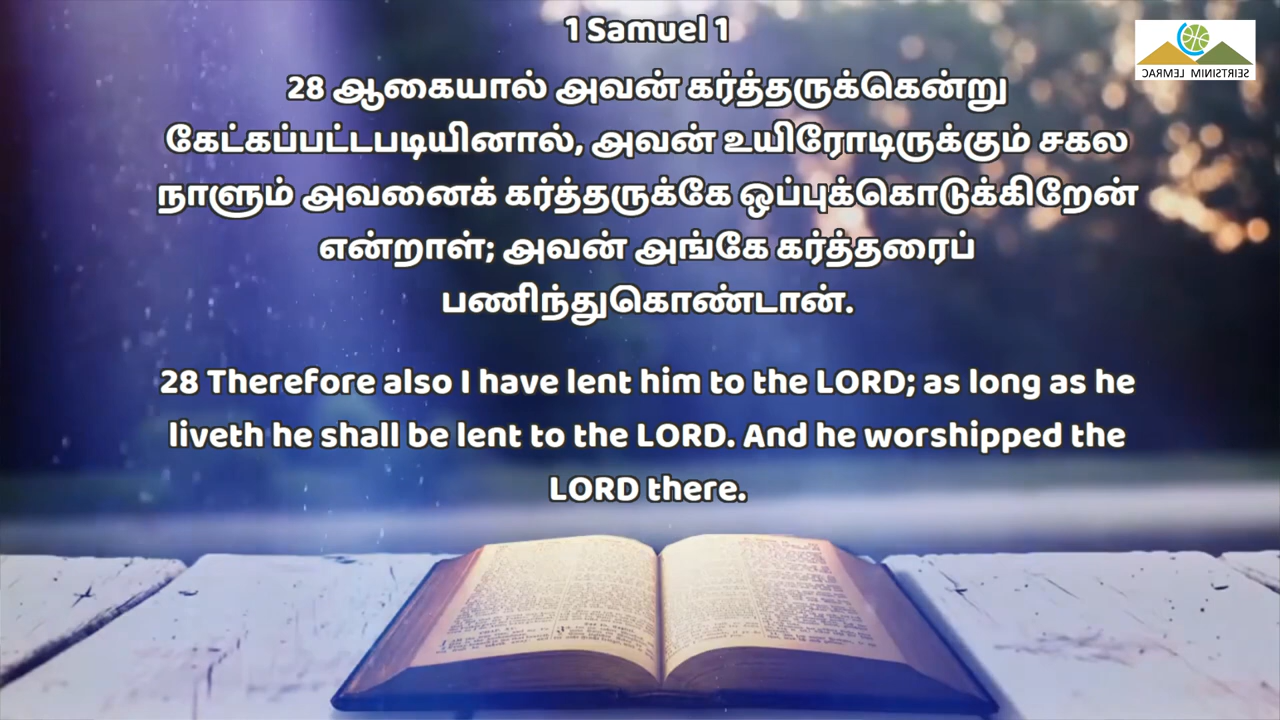 1 Samuel 1
CARMEL MINISTRIES
28 ஆகையால் அவன் கர்த்தருக்கென்று
கேட்கப்பட்டபடியினால், அவன் உயிரோடிருக்கும் சகல
நாளும் அவனைக் கர்த்தருக்கே ஒப்புக்கொடுக்கிறேன்
என்றாள்; அவன் அங்கே கர்த்தரைப்
பணிந்துகொண்டான்.
28 Therefore also I have lent him to the LORD; as long as he
liveth he shall be lent to the LORD. And he worshipped the
LORD there.